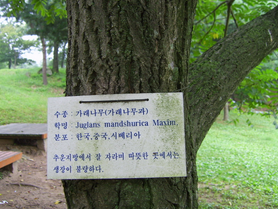 수종 : 가래나무(가래나무과)
학명 : Juglans mandshurica Maxim.
분포 : 한국,중국,시베리아
추운지방에서 잘 자라며 따뜻한 곳에서는
생장이 불량하다.